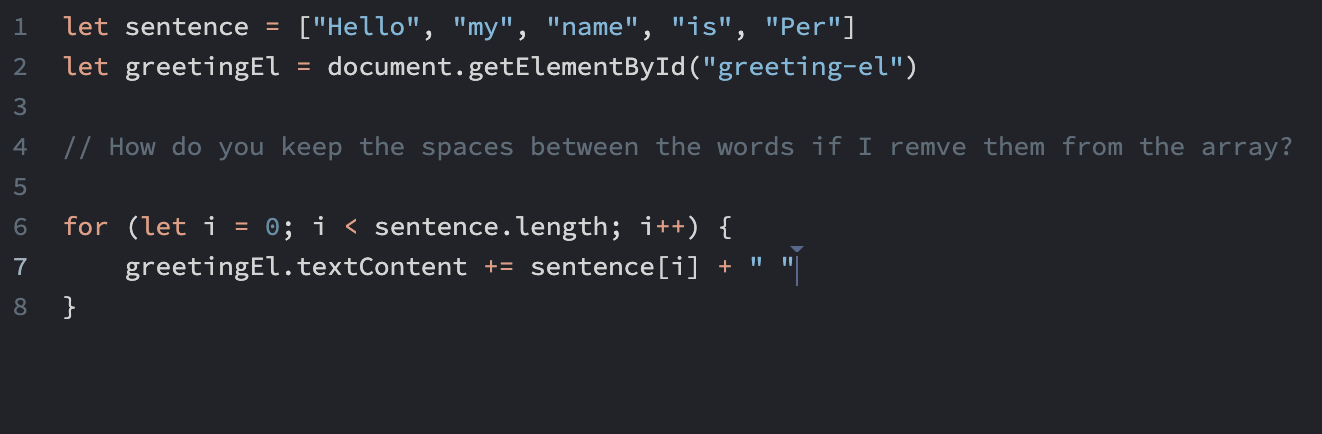 1 let sentence = ["Hello", "my", "name", "is", "Per"]
2 let greetingEl = document.getElementById("greeting-el")
3
4 // How do you keep the spaces between the words if I remve them from the array?
5
6 for (let i = 0; i < sentence.length; i++) {
7     greetingEl.textContent += sentence[i] + " "
8 }